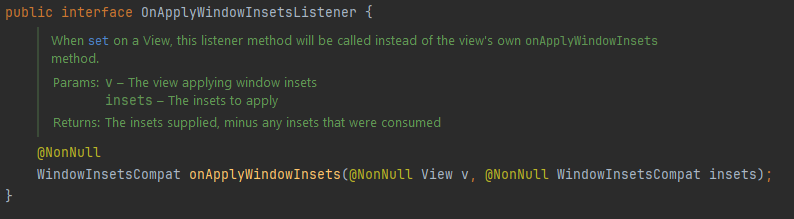 public interface OnApplyWindowInsetsListener {
When set on a View, this listener method will be called instead of the view's own onApplyWindowInsets
method.
Params: v – The view applying window insets
insets – The insets to apply
Returns: The insets supplied, minus any insets that were consumed
@NonNull
WindowInsetsCompat onApplyWindowInsets(@NonNull View v, @NonNull WindowInsetsCompat insets);
}